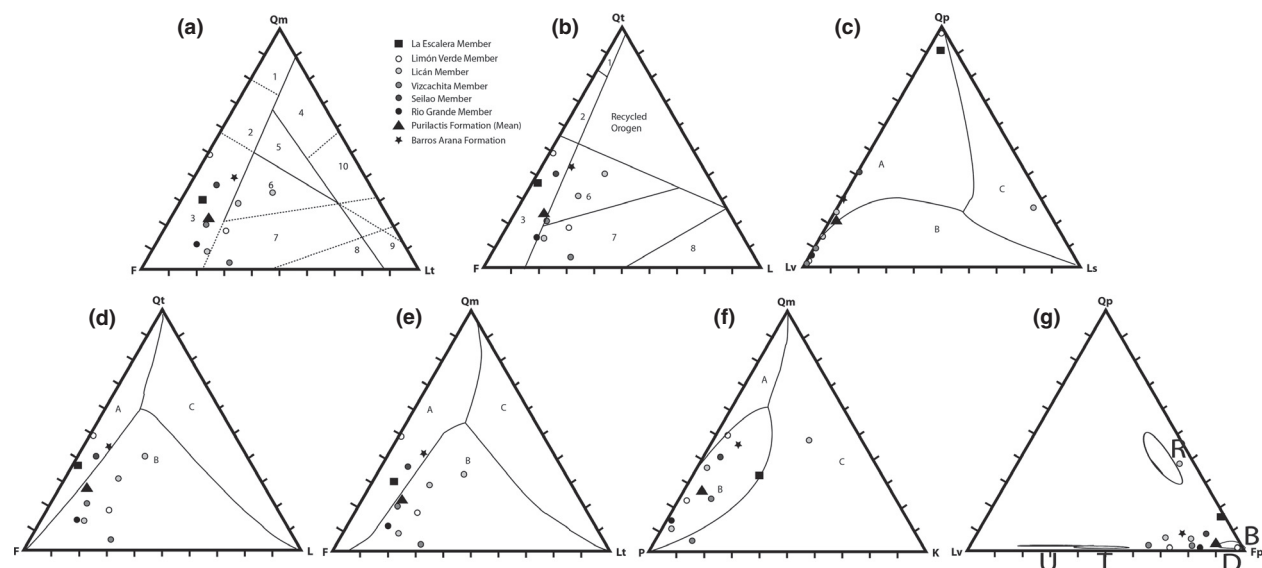 (a)
Qm
1
2
4
5
10
6
3
7
8
9
F
Lt
La Escalera Member
Limón Verde Member
Licán Member
Vizcachita Member
Seilao Member
Rio Grande Member
Purilactis Formation (Mean)
Barros Arana Formation
(b)
Qt
1
2
Recycled
Orogen
6
3
7
8
F
L
(c)
Qp
A
C
B
Lv
Ls
(d)
Qt
A
C
B
F
L
(e)
Qm
A
C
B
F
Lt
(f)
Qm
A
C
B
P
K
(g)
Qp
R
B
Lv
Fp
U
T
D